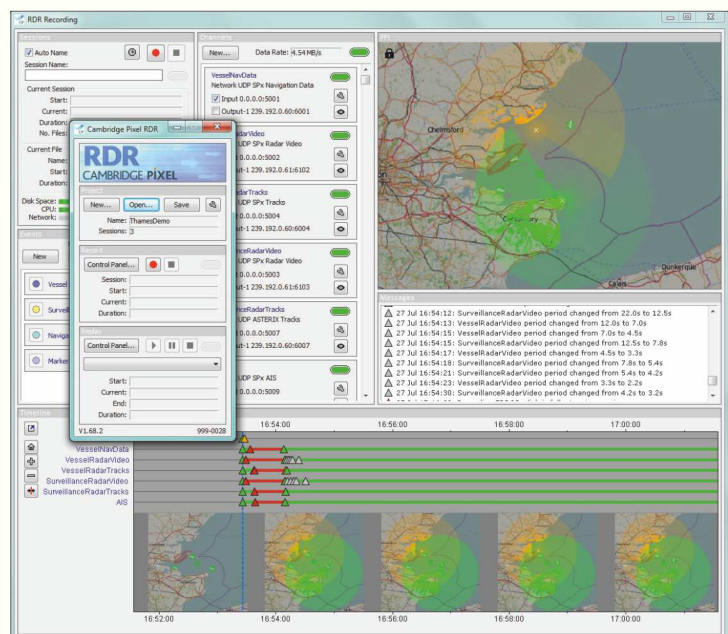 RDR Recording
Sessions
Auto Name
Session Name:
Current Session
Start:
Current:
Duration:
No. Files:
Current File
Name:
Start:
Duration:
Disk Space:
CPU:
Network:
Events
New
Vessel
Surveil
Naviga
Marker
Cambridge Pixel RDR
RDR
CAMBRIDGE PIXEL
Project
New...
Open...
Save
Name: ThamesDemo
Sessions: 3
Record
Control Panel...
Session:
Start:
Current:
Duration:
Replay
Control Panel...
Start:
Current:
End:
Duration:
V1.68.2
999-0028
Channels
New...
Data Rate: 4.54 MB/s
VesselNavData
Network UDP SPx Navigation Data
Input 0.0.0.0:5001
Output-1 239.192.0.60:6001
adarVideo
UDP SPx Radar Video
0.0.0.0:5002
-1 239.192.0.61:6102
adarTracks
UDP SPx Tracks
0.0.0.0:5004
-1 239.192.0.60:6004
nceRadarVideo
UDP SPx Radar Video
0.0.0.0:5003
-1 239.192.0.61:6103
nceRadarTracks
UDP ASTERIX Tracks
0.0.0.0:5007
-1 239.192.0.60:6007
UDP SPx AIS
0.0.0.0:5009
PPI
Chelmsford
Canterbury
Calais
Dunkerque
Messages
27 Jul 16:54:12: SurveillanceRadarVideo period changed from 22.0s to 12.5s
27 Jul 16:54:13: VesselRadarVideo period changed from 12.0s to 7.0s
27 Jul 16:54:15: VesselRadarVideo period changed from 7.0s to 4.5s
27 Jul 16:54:15: SurveillanceRadarVideo period changed from 12.5s to 7.8s
27 Jul 16:54:17: VesselRadarVideo period changed from 4.5s to 3.3s
27 Jul 16:54:18: SurveillanceRadarVideo period changed from 7.8s to 5.4s
27 Jul 16:54:21: SurveillanceRadarVideo period changed from 5.4s to 4.2s
27 Jul 16:54:23: VesselRadarVideo period changed from 3.3s to 2.2s
27 Jul 16:54:30: SurveillanceRadarVideo period changed from 4.2s to 3.2s
Timeline
16:54:00
16:56:00
16:58:00
17:00:00
VesselNavData
VesselRadarVideo
VesselRadarTracks
SurveillanceRadarVideo
SurveillanceRadarTracks
AIS
16:52:00
16:54:00
16:56:00
16:58:00
17:00:00